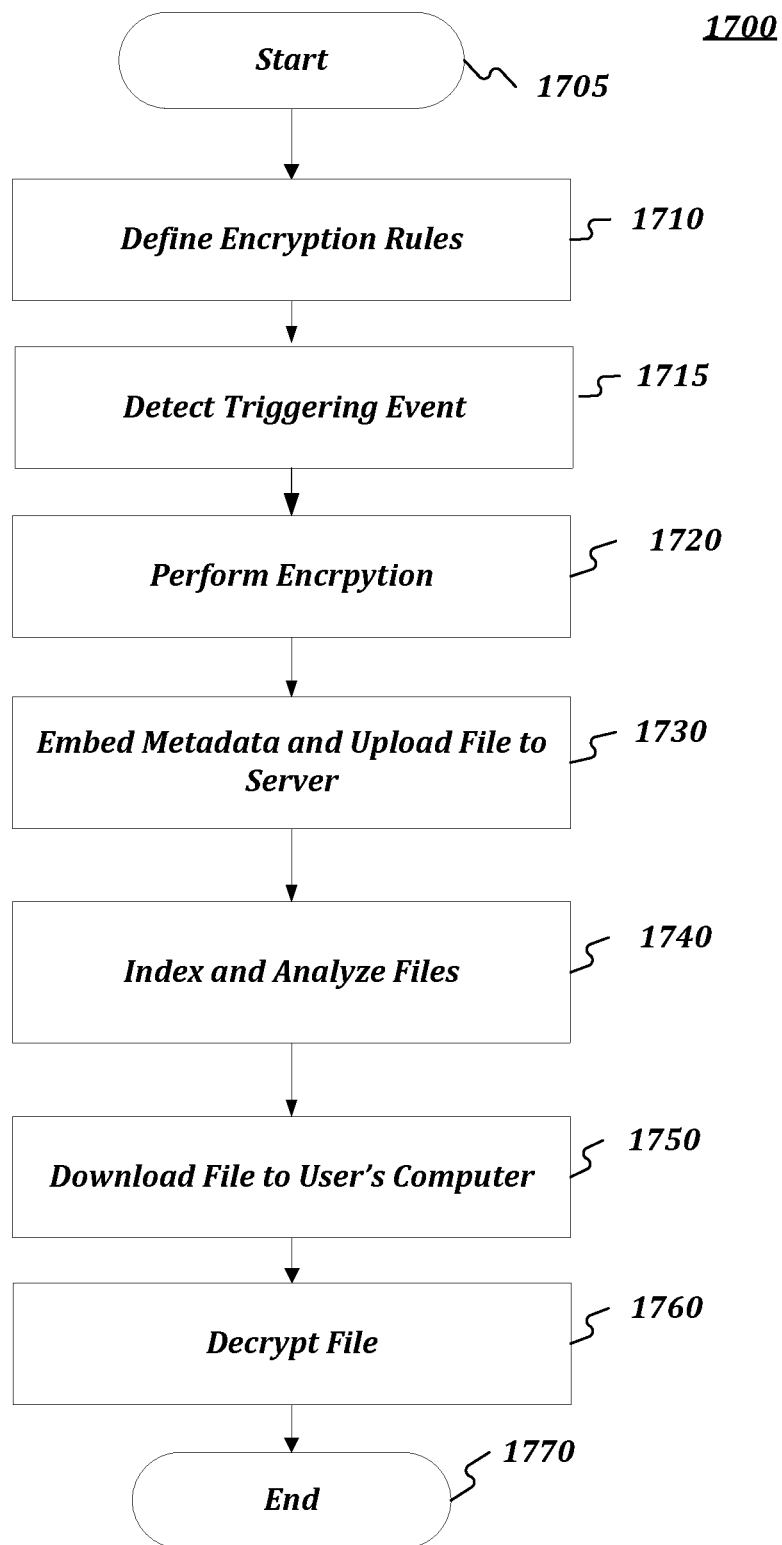 1700
Start
1705
Define Encryption Rules
1710
Detect Triggering Event
1715
Perform Encrpytion
1720
Embed Metadata and Upload File to
Server
1730
Index and Analyze Files
1740
Download File to User's Computer
1750
Decrypt File
1760
End
1770